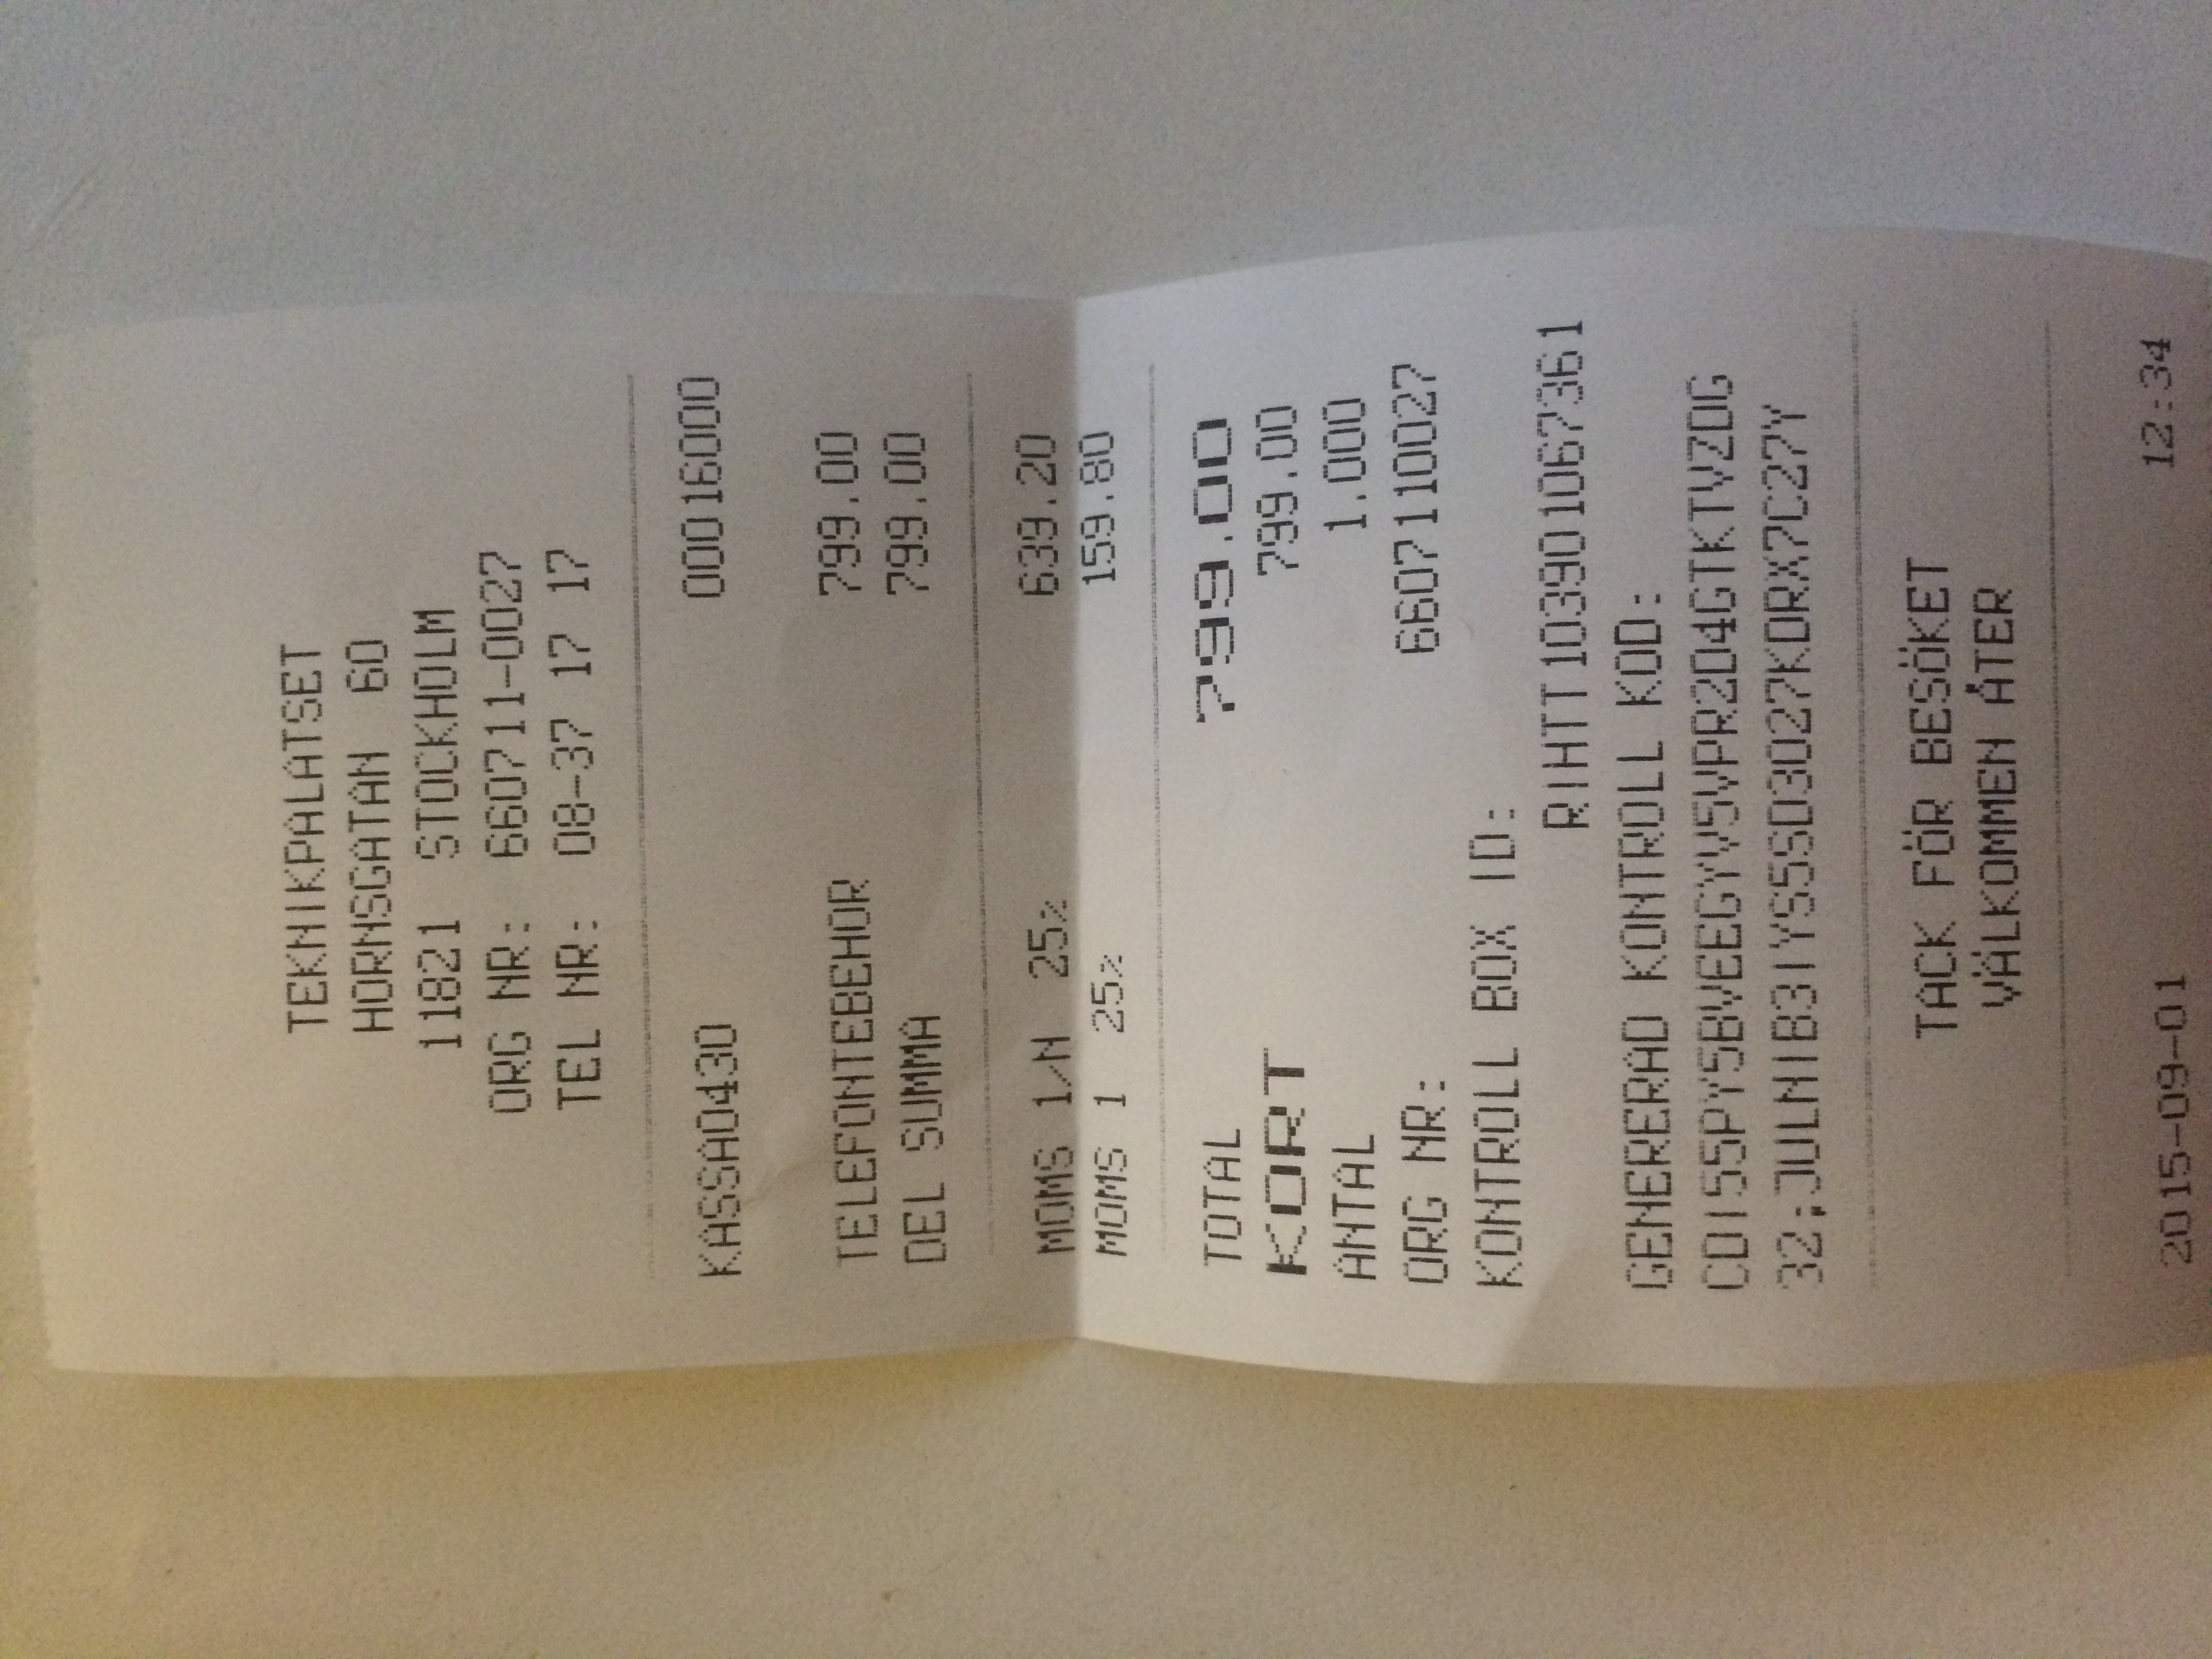 TEKNIKPALATSET
HORNSGATAN 60
11821 STOCKHOLM
ORG NR: 660711-0027
TEL NR: 08-37 17 17
KASSA0430 00016000
TELEFONTEBEHOR 799.00
DEL SUMMA 799.00
MOMS 1/N 25% 639.20
MOMS 1 25% 159.80
TOTAL 799.00
KORT 799.00
ANTAL 1.000
ORG NR: 6607110027
KONTROLL BOX ID:
RIHTT103901067361
GENERERAD KONTROLL KOD:
CDI55PY5BVEEGYV5VPR2D4GTKTVZDG
32;JULNIB3IYS5SD3O27KDRX7C27Y
TACK FÖR BESÖKET
VÄLKOMMEN ÅTER
2015-09-01 12:34